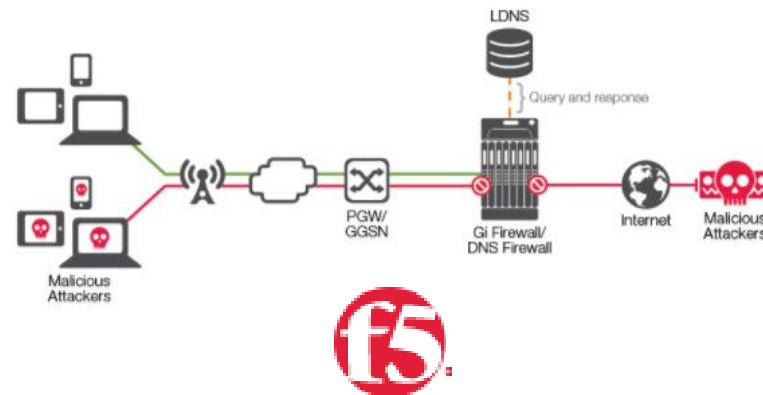 LDNS
Query and response
PGW/
GGSN
Gi Firewall/
DNS Firewall
Internet
Malicious
Attackers
Malicious
Attackers
f5.